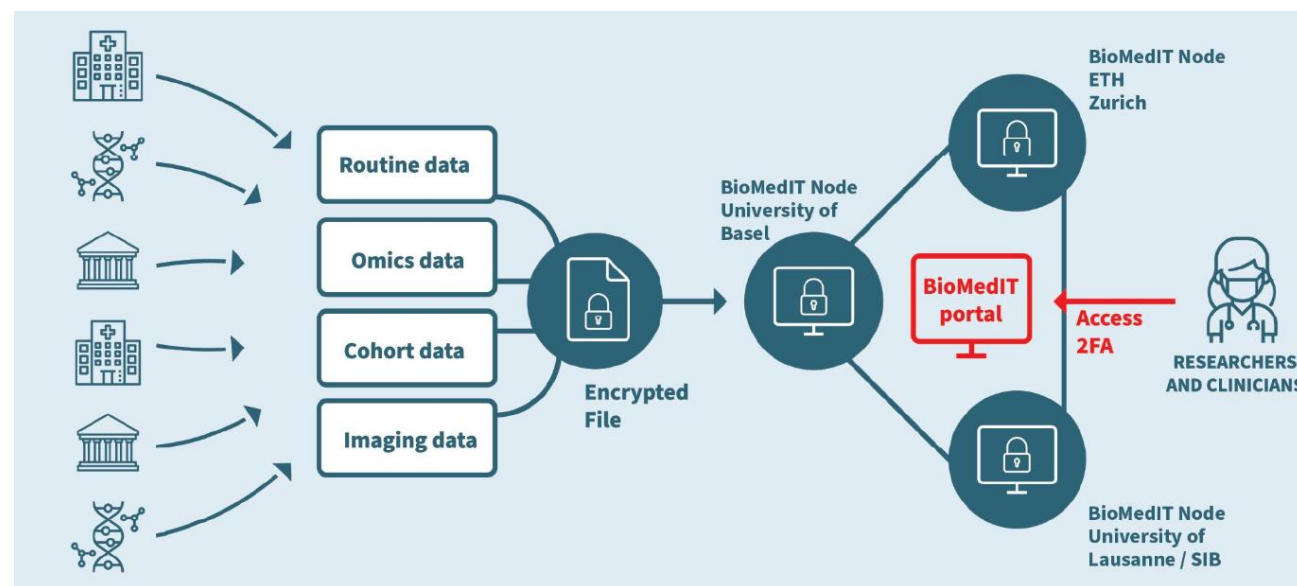 Routine data
Omics data
Cohort data
Imaging data
Encrypted
File
BioMedIT Node
University of
Basel
BioMedIT Node
ETH
Zurich
BioMedIT
portal
Access
2FA
RESEARCHERS
AND CLINICIANS
BioMedIT Node
University of
Lausanne / SIB